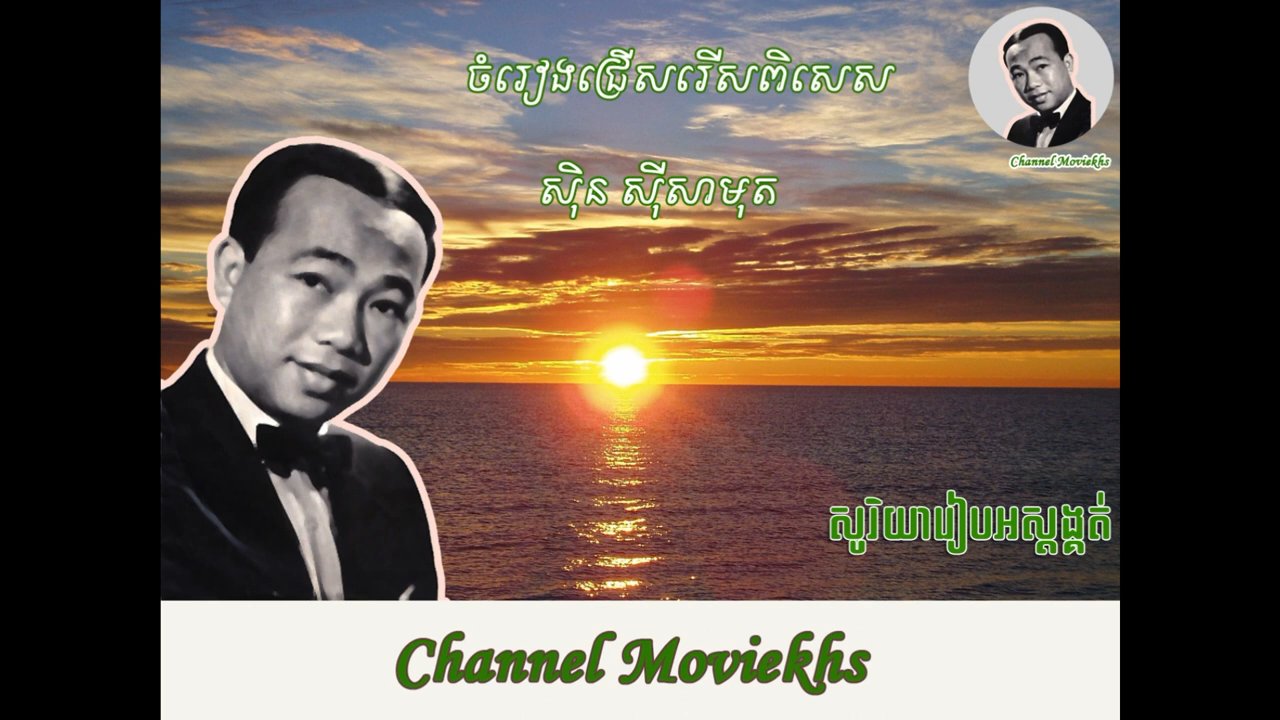 ចំរៀងជ្រើសរើសពិសេស
Channel Moviekhs
ស៊ិន ស៊ីសាមុត
សូរិយារៀបអស្តង្គត់
Channel Moviekhs